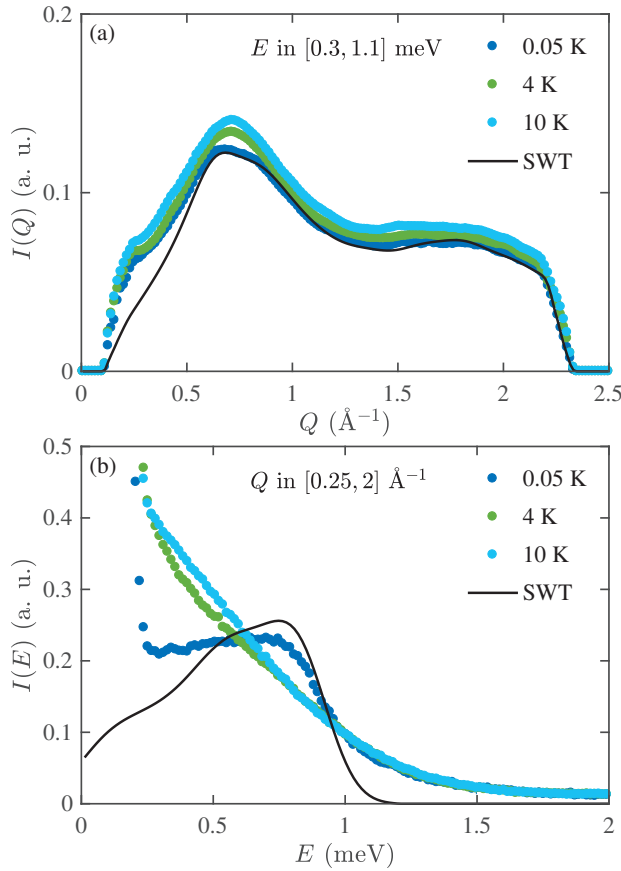 (a)
E in [0.3, 1.1] meV
0.05 K
4 K
10 K
SWT
I(Q) (a. u.)
0.2
0.1
0
0 0.5 1 1.5 2 2.5
Q (Å⁻¹)
(b)
Q in [0.25, 2] Å⁻¹
0.05 K
4 K
10 K
SWT
I(E) (a. u.)
0.5
0.4
0.3
0.2
0.1
0
0 0.5 1 1.5 2
E (meV)